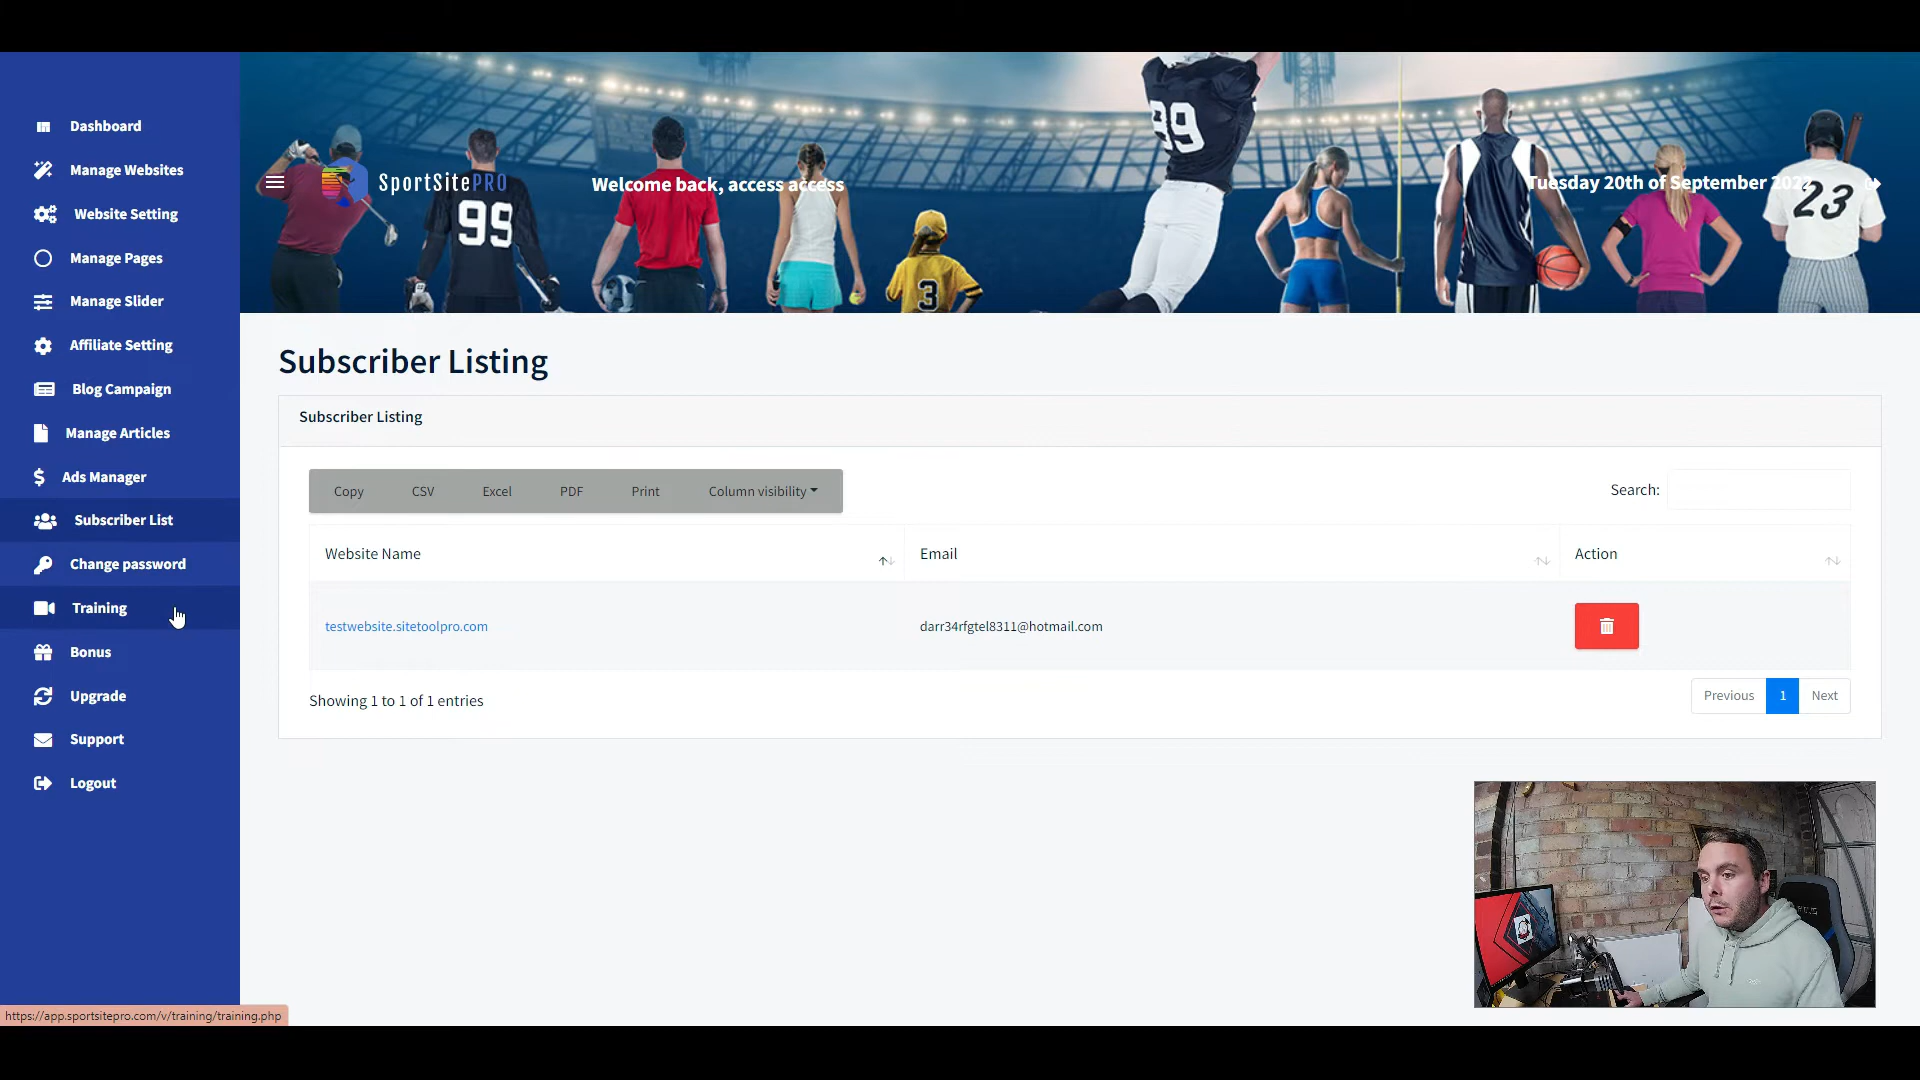 Dashboard
Manage Websites
Website Setting
Manage Pages
Manage Slider
Affiliate Setting
Blog Campaign
Manage Articles
Ads Manager
Subscriber List
Change password
Training
Bonus
Upgrade
Support
Logout
SportSitePRO
Welcome back, access access
Tuesday 20th of September 2022
99
3
99
23
Subscriber Listing
Subscriber Listing
Copy CSV Excel PDF Print Column visibility
Search:
Website Name Email Action
testwebsite.sitetoolpro.com darr34rfgtel8311@hotmail.com
Showing 1 to 1 of 1 entries
Previous 1 Next
https://app.sportsitepro.com/v/training/training.php